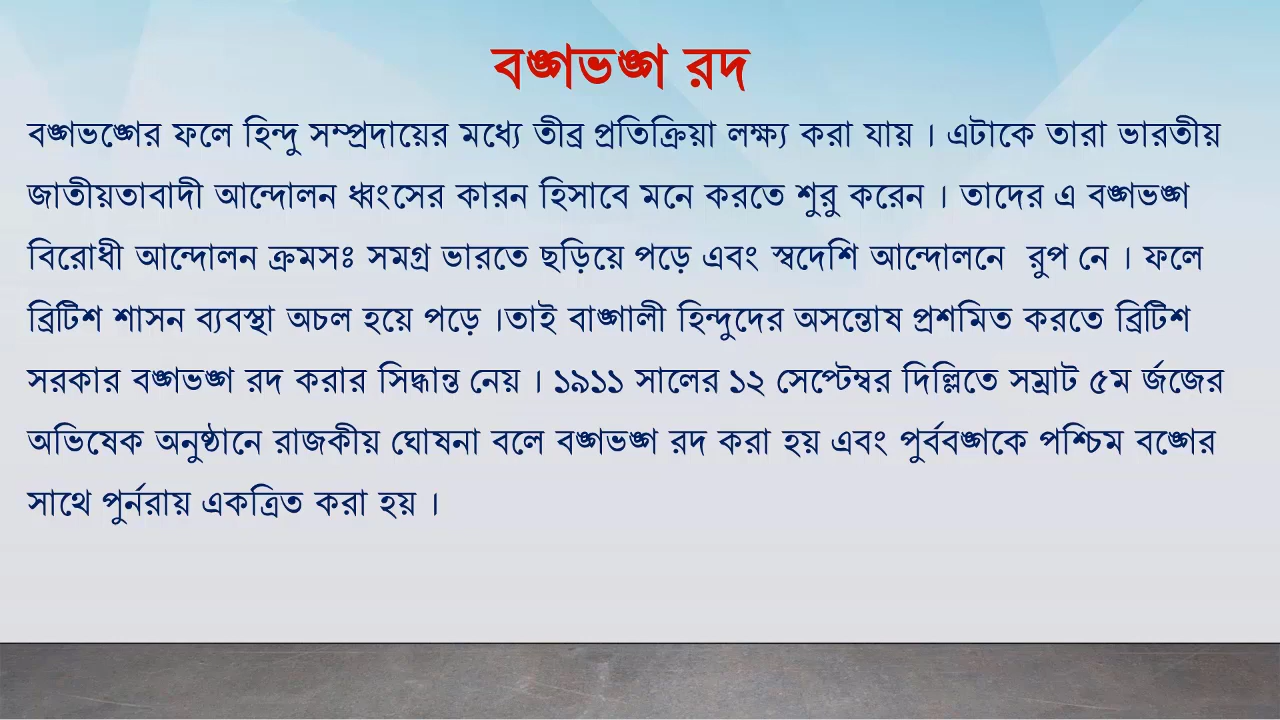 বঙ্গভঙ্গ রদ
বঙ্গভঙ্গের ফলে হিন্দু সম্প্রদায়ের মধ্যে তীব্র প্রতিক্রিয়া লক্ষ্য করা যায় । এটাকে তারা ভারতীয়
জাতীয়তাবাদী আন্দোলন ধ্বংসের কারন হিসাবে মনে করতে শুরু করেন । তাদের এ বঙ্গভঙ্গ
বিরোধী আন্দোলন ক্রমসঃ সমগ্র ভারতে ছড়িয়ে পড়ে এবং স্বদেশি আন্দোলনে রুপ নে । ফলে
ব্রিটিশ শাসন ব্যবস্থা অচল হয়ে পড়ে ।তাই বাঙ্গালী হিন্দুদের অসন্তোষ প্রশমিত করতে ব্রিটিশ
সরকার বঙ্গভঙ্গ রদ করার সিদ্ধান্ত নেয় । ১৯১১ সালের ১২ সেপ্টেম্বর দিল্লিতে সম্রাট ৫ম র্জজের
অভিষেক অনুষ্ঠানে রাজকীয় ঘোষনা বলে বঙ্গভঙ্গ রদ করা হয় এবং পুর্ববঙ্গকে পশ্চিম বঙ্গের
সাথে পুর্নরায় একত্রিত করা হয় ।